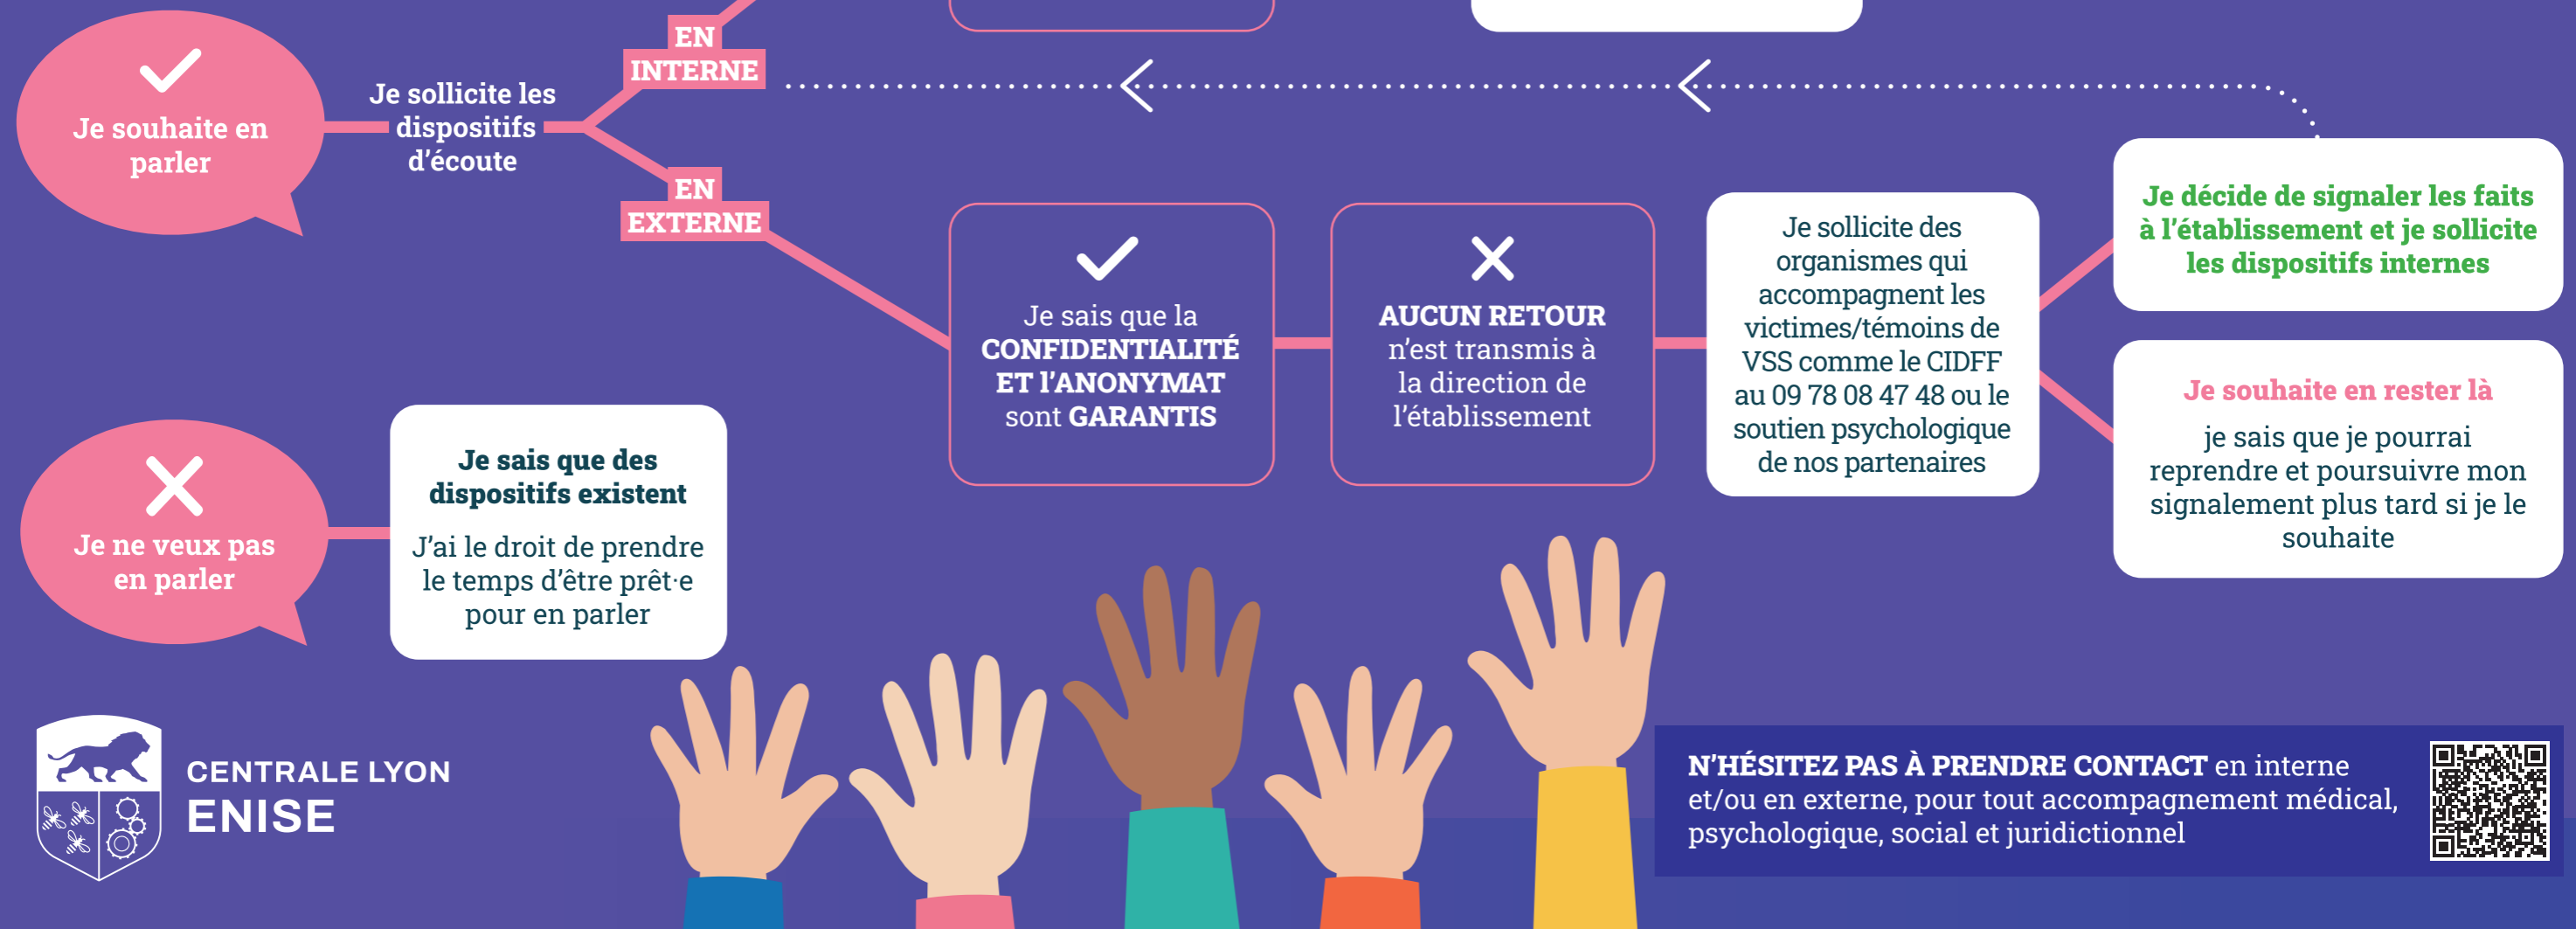 Je souhaite en
parler
Je sollicite les
dispositifs
d'écoute
EN
INTERNE
EN
EXTERNE
Je sais que la
CONFIDENTIALITÉ
ET l'ANONYMAT
sont GARANTIS
AUCUN RETOUR
n'est transmis à
la direction de
l'établissement
Je sollicite des
organismes qui
accompagnent les
victimes/témoins de
VSS comme le CIDFF
au 09 78 08 47 48 ou le
soutien psychologique
de nos partenaires
Je décide de signaler les faits
à l'établissement et je sollicite
les dispositifs internes
Je souhaite en rester là
je sais que je pourrai
reprendre et poursuivre mon
signalement plus tard si je le
souhaite
Je ne veux pas
en parler
Je sais que des
dispositifs existent
J'ai le droit de prendre
le temps d'être prêt·e
pour en parler
CENTRALE LYON
ENISE
N'HÉSITEZ PAS À PRENDRE CONTACT en interne
et/ou en externe, pour tout accompagnement médical,
psychologique, social et juridictionnel